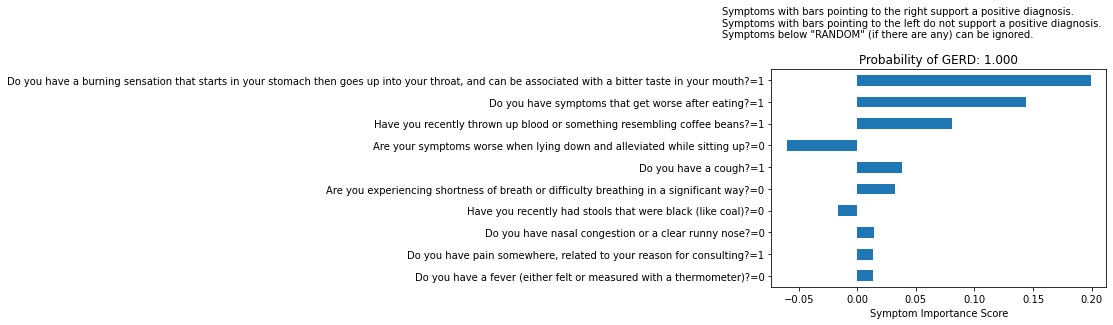 Symptoms with bars pointing to the right support a positive diagnosis.
Symptoms with bars pointing to the left do not support a positive diagnosis.
Symptoms below "RANDOM" (if there are any) can be ignored.
Probability of GERD: 1.000
Do you have a burning sensation that starts in your stomach then goes up into your throat, and can be associated with a bitter taste in your mouth?=1
Do you have symptoms that get worse after eating?=1
Have you recently thrown up blood or something resembling coffee beans?=1
Are your symptoms worse when lying down and alleviated while sitting up?=0
Do you have a cough?=1
Are you experiencing shortness of breath or difficulty breathing in a significant way?=0
Have you recently had stools that were black (like coal)?=0
Do you have nasal congestion or a clear runny nose?=0
Do you have pain somewhere, related to your reason for consulting?=1
Do you have a fever (either felt or measured with a thermometer)?=0
−0.05 0.00 0.05 0.10 0.15 0.20
Symptom Importance Score